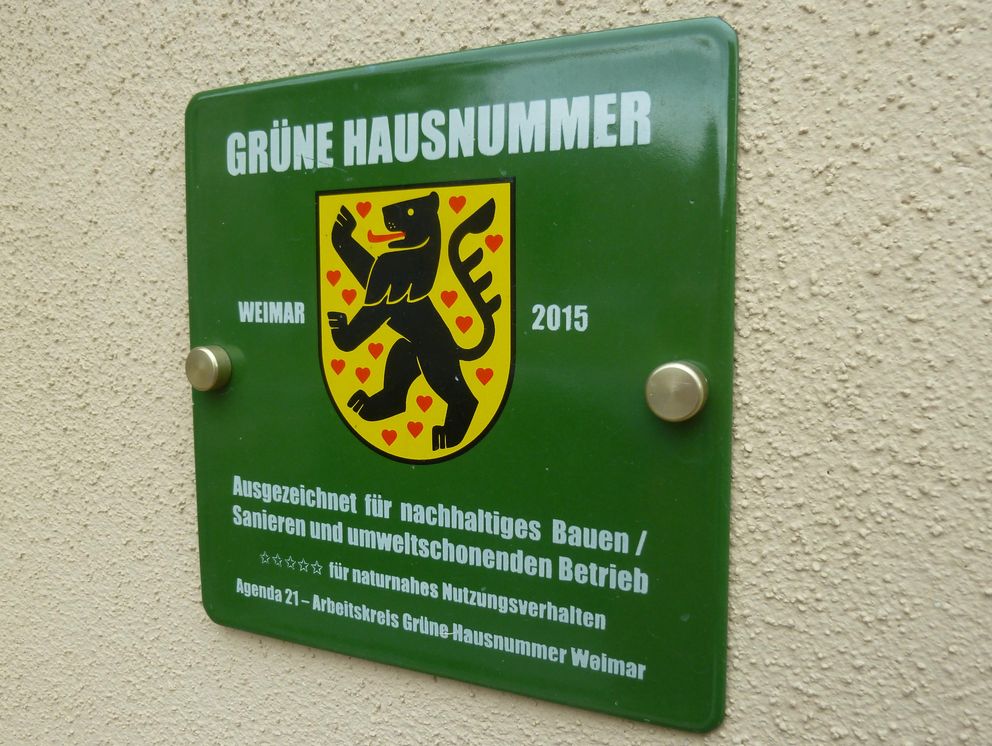 GRÜNE HAUSNUMMER
WEIMAR 2015
Ausgezeichnet für nachhaltiges Bauen /
Sanieren und umweltschonenden Betrieb
☆☆☆☆☆ für naturnahes Nutzungsverhalten
Agenda 21 – Arbeitskreis Grüne Hausnummer Weimar